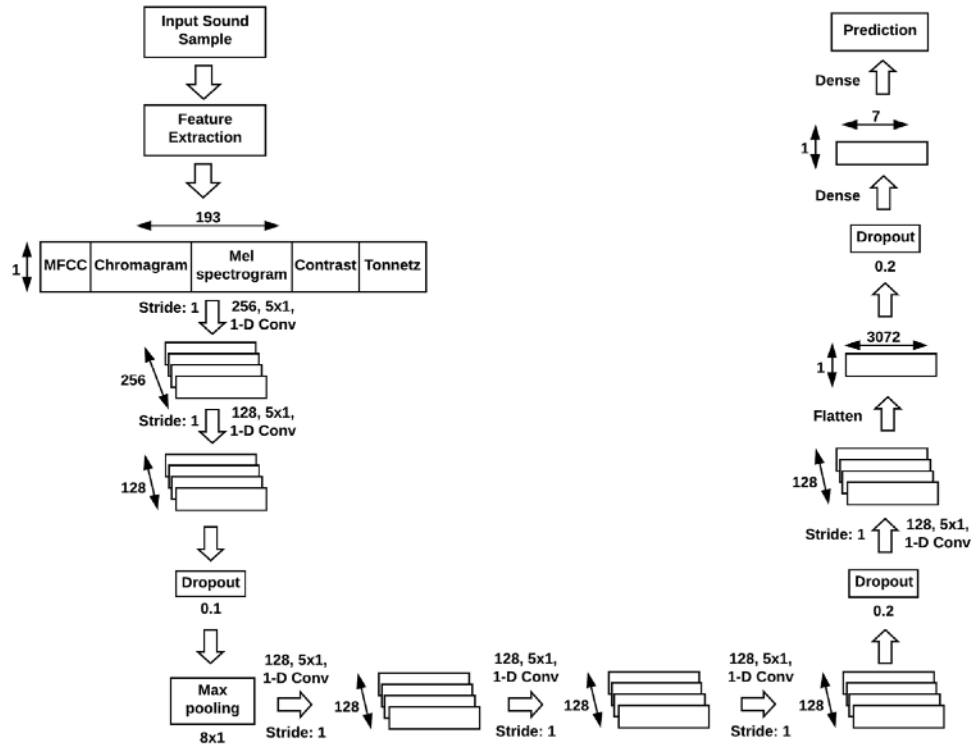 Input Sound
Sample
Feature
Extraction
193
1
MFCC
Chromagram
Mel
spectrogram
Contrast
Tonnetz
Stride: 1
256, 5x1,
1-D Conv
256
Stride: 1
128, 5x1,
1-D Conv
128
Dropout
0.1
Max
pooling
8x1
128, 5x1,
1-D Conv
Stride: 1
128
128, 5x1,
1-D Conv
Stride: 1
128
128, 5x1,
1-D Conv
Stride: 1
128
Dropout
0.2
Stride: 1
128, 5x1,
1-D Conv
128
Flatten
3072
1
Dropout
0.2
Dense
7
1
Dense
Prediction